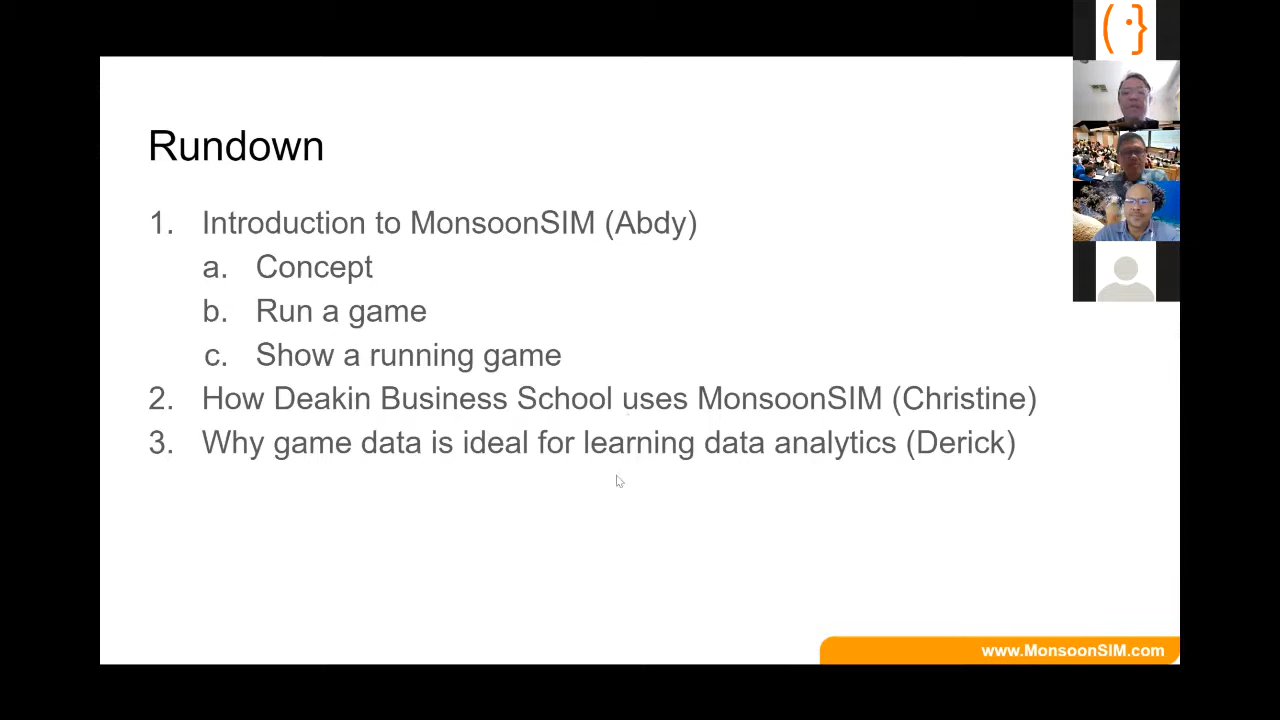 Rundown
1. Introduction to MonsoonSIM (Abdy)
a. Concept
b. Run a game
c. Show a running game
2. How Deakin Business School uses MonsoonSIM (Christine)
3. Why game data is ideal for learning data analytics (Derick)
www.MonsoonSIM.com